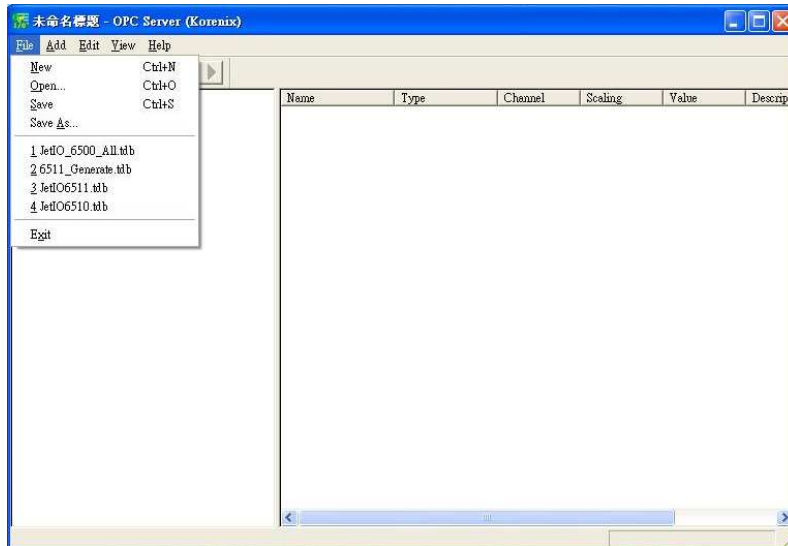 未命名標題 - OPC Server (Korenix)
File Add Edit View Help
New Ctrl+N
Open... Ctrl+O
Save Ctrl+S
Save As...
1 JetIO_6500_All.tdb
2 6511_Generate.tdb
3 JetIO6511.tdb
4 JetIO6510.tdb
Exit
Name Type Channel Scaling Value Descrip